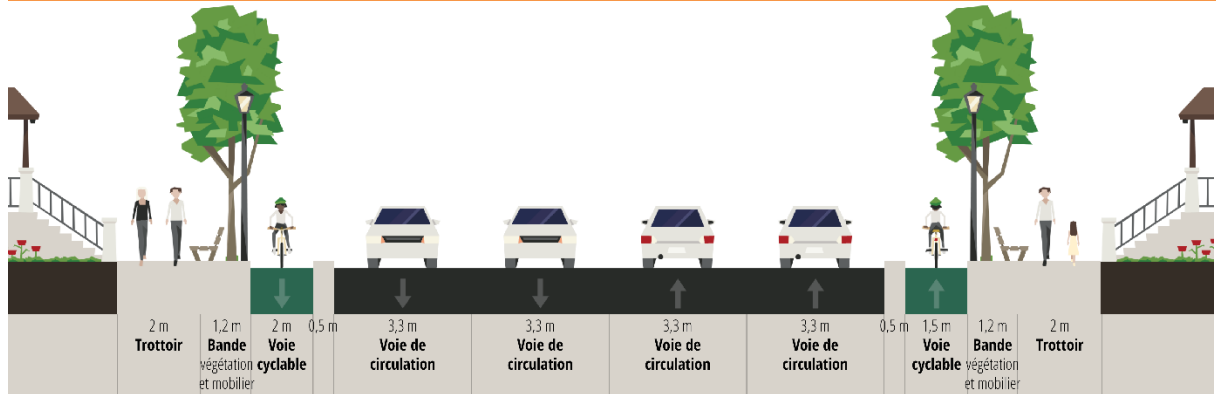 2 m
Trottoir
1,2 m
Bande
végétation
et mobilier
2 m
Voie
cyclable
0,5 m
3,3 m
Voie de
circulation
3,3 m
Voie de
circulation
3,3 m
Voie de
circulation
3,3 m
Voie de
circulation
0,5 m
1,5 m
Voie
cyclable
1,2 m
Bande
végétation
et mobilier
2 m
Trottoir